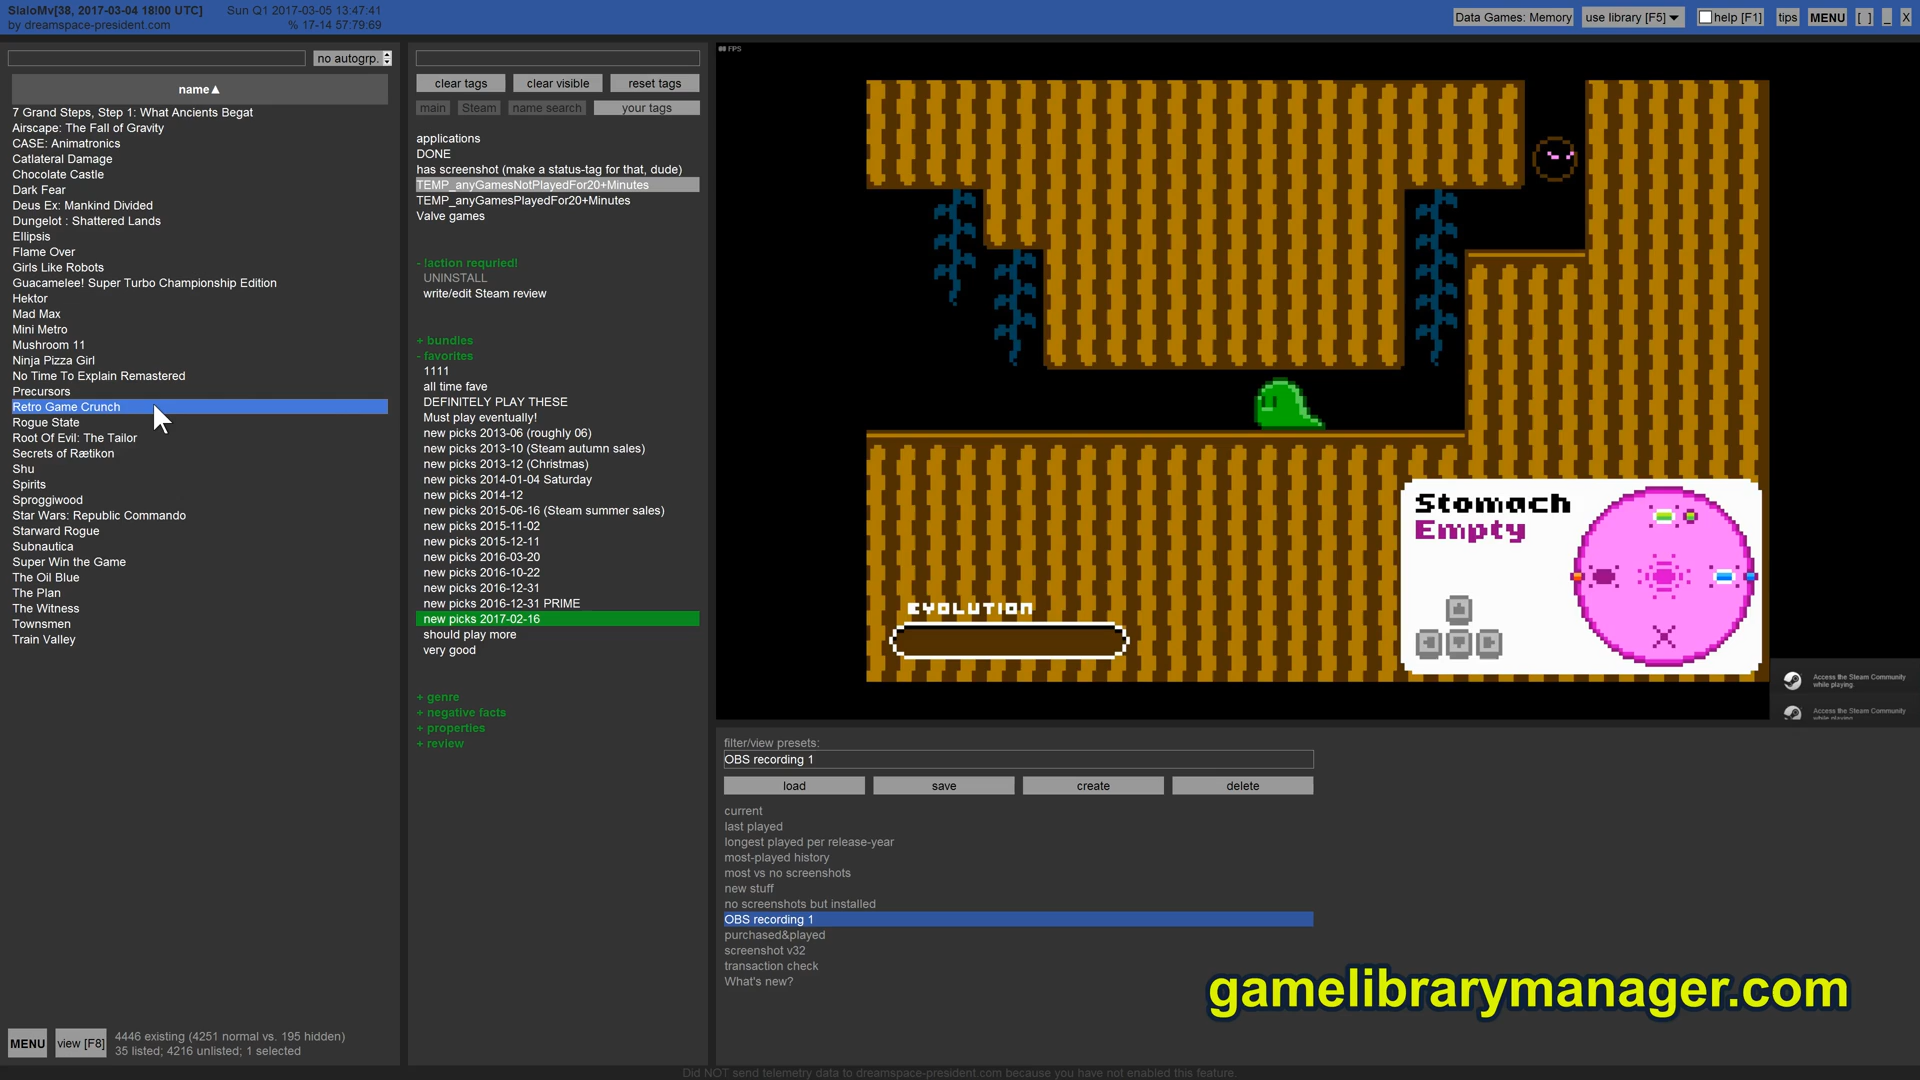 SlaloMv[38, 2017-03-04 18!00 UTC]
by dreamspace-president.com
Sun Q1 2017-03-05 13:47:41
% 17-14 57:79:69
Data Games: Memory
use library [F5]
help [F1]
tips
MENU
[ ]
_
X
no autogrp.
name▲
7 Grand Steps, Step 1: What Ancients Begat
Airscape: The Fall of Gravity
CASE: Animatronics
Catlateral Damage
Chocolate Castle
Dark Fear
Deus Ex: Mankind Divided
Dungelot : Shattered Lands
Ellipsis
Flame Over
Girls Like Robots
Guacamelee! Super Turbo Championship Edition
Hektor
Mad Max
Mini Metro
Mushroom 11
Ninja Pizza Girl
No Time To Explain Remastered
Precursors
Retro Game Crunch
Rogue State
Root Of Evil: The Tailor
Secrets of Rætikon
Shu
Spirits
Sproggiwood
Star Wars: Republic Commando
Starward Rogue
Subnautica
Super Win the Game
The Oil Blue
The Plan
The Witness
Townsmen
Train Valley
MENU
view [F8]
4446 existing (4251 normal vs. 195 hidden)
35 listed; 4216 unlisted; 1 selected
clear tags
clear visible
reset tags
main
Steam
name search
your tags
applications
DONE
has screenshot (make a status-tag for that, dude)
TEMP_anyGamesNotPlayedFor20+Minutes
TEMP_anyGamesPlayedFor20+Minutes
Valve games
- !action requried!
UNINSTALL
write/edit Steam review
+ bundles
- favorites
1111
all time fave
DEFINITELY PLAY THESE
Must play eventually!
new picks 2013-06 (roughly 06)
new picks 2013-10 (Steam autumn sales)
new picks 2013-12 (Christmas)
new picks 2014-01-04 Saturday
new picks 2014-12
new picks 2015-06-16 (Steam summer sales)
new picks 2015-11-02
new picks 2015-12-11
new picks 2016-03-20
new picks 2016-10-22
new picks 2016-12-31
new picks 2016-12-31 PRIME
new picks 2017-02-16
should play more
very good
+ genre
+ negative facts
+ properties
+ review
FPS
Stomach
Empty
EVOLUTION
Access the Steam Community
while playing.
Access the Steam Community
while playing
filter/view presets:
OBS recording 1
load
save
create
delete
current
last played
longest played per release-year
most-played history
most vs no screenshots
new stuff
no screenshots but installed
OBS recording 1
purchased&played
screenshot v32
transaction check
What's new?
gamelibrarymanager.com
Did NOT send telemetry data to dreamspace-president.com because you have not enabled this feature.